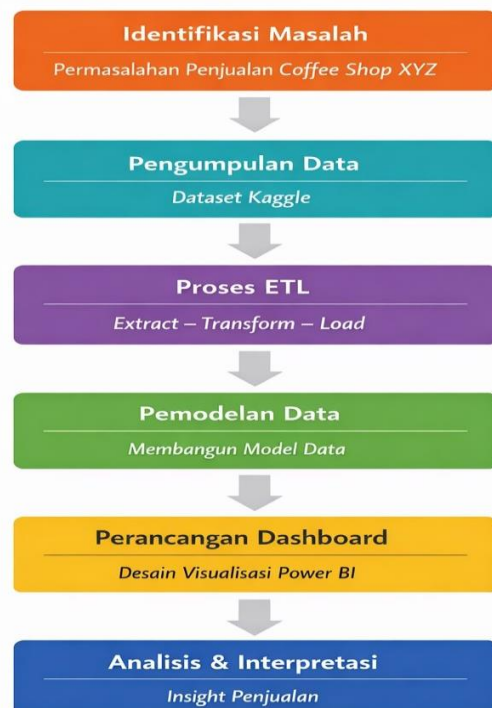 Identifikasi Masalah
Permasalahan Penjualan Coffee Shop XYZ
Pengumpulan Data
Dataset Kaggle
Proses ETL
Extract – Transform – Load
Pemodelan Data
Membangun Model Data
Perancangan Dashboard
Desain Visualisasi Power BI
Analisis & Interpretasi
Insight Penjualan